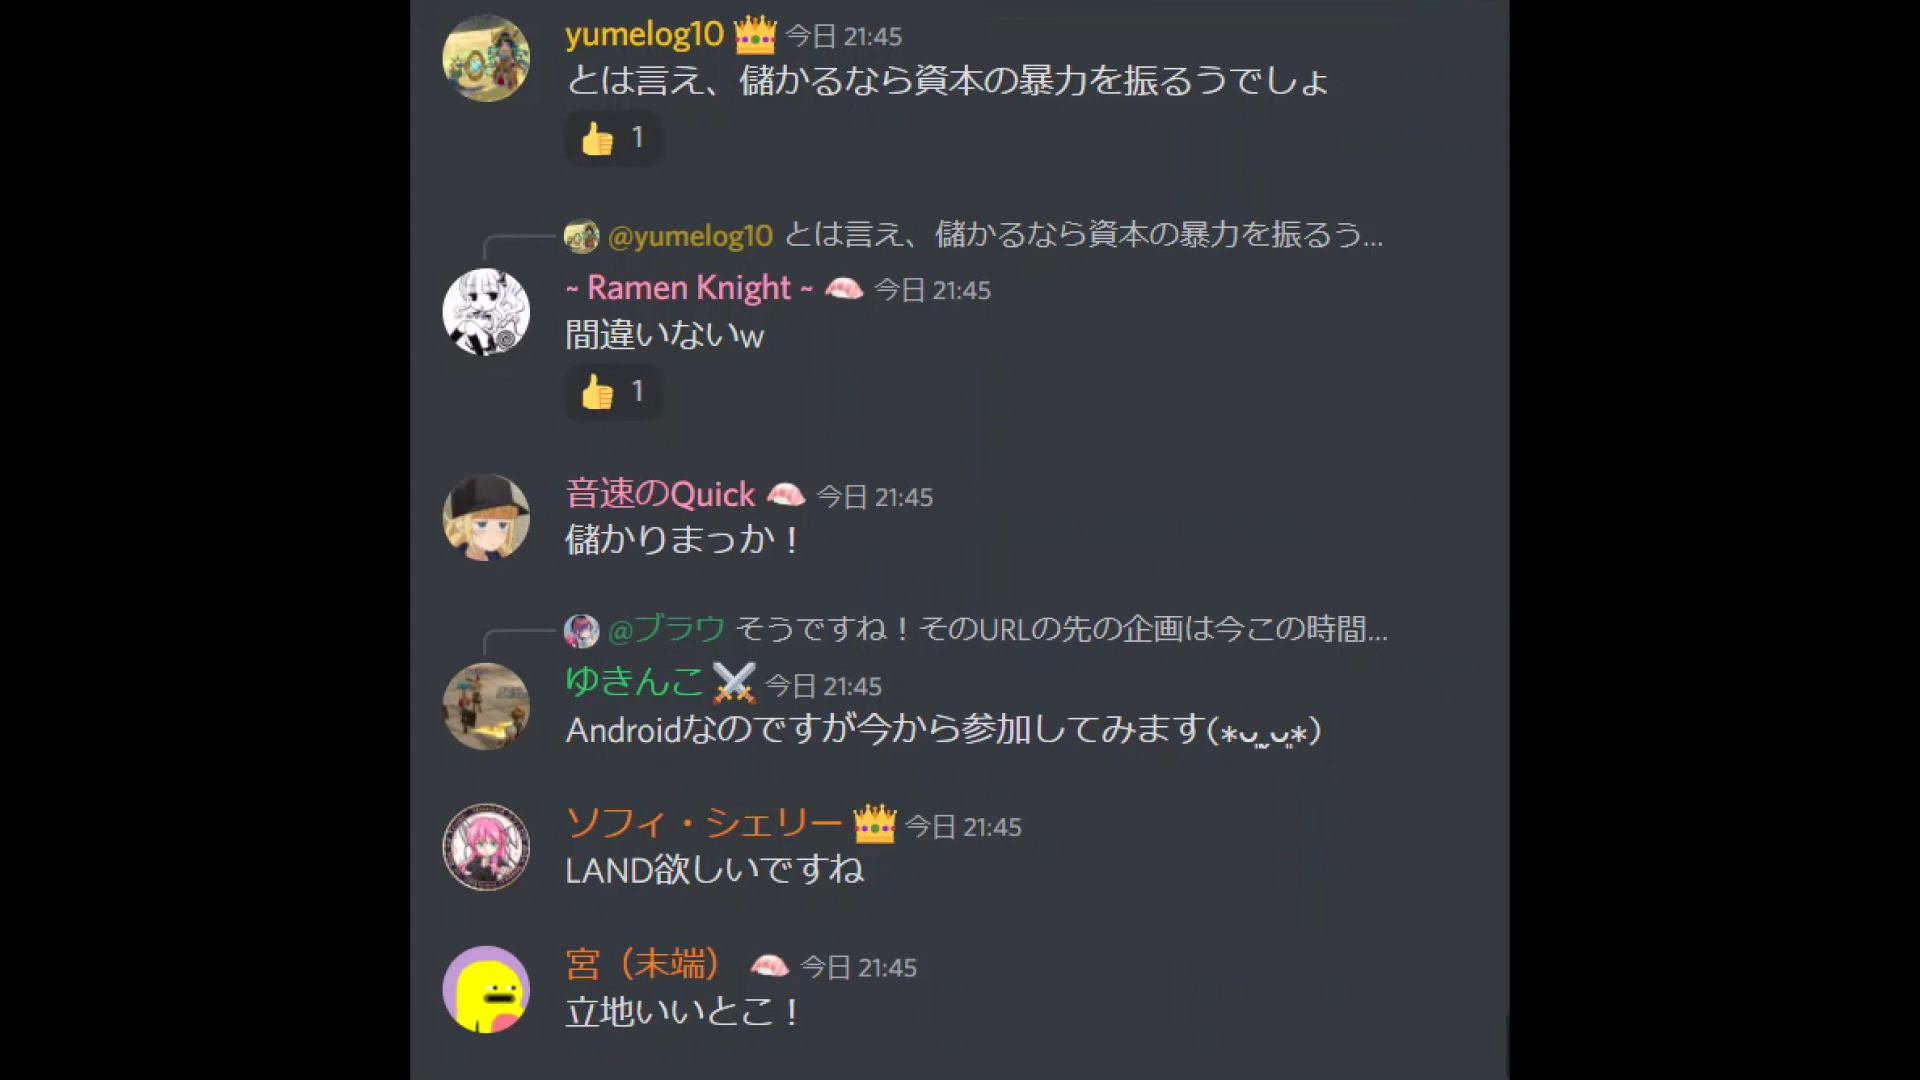 yumelog10 今日 21:45
とは言え、儲かるなら資本の暴力を振るうでしょ
1
@yumelog10 とは言え、儲かるなら資本の暴力を振るう...
~ Ramen Knight ~ 今日 21:45
間違いないw
1
音速のQuick 今日 21:45
儲かりまっか！
@ブラウ そうですね！そのURLの先の企画は今この時間...
ゆきんこ 今日 21:45
Androidなのですが今から参加してみます(⁎ᴗ͈ˬᴗ͈⁎)
ソフィ・シェリー 今日 21:45
LAND欲しいですね
宮（末端） 今日 21:45
立地いいとこ！